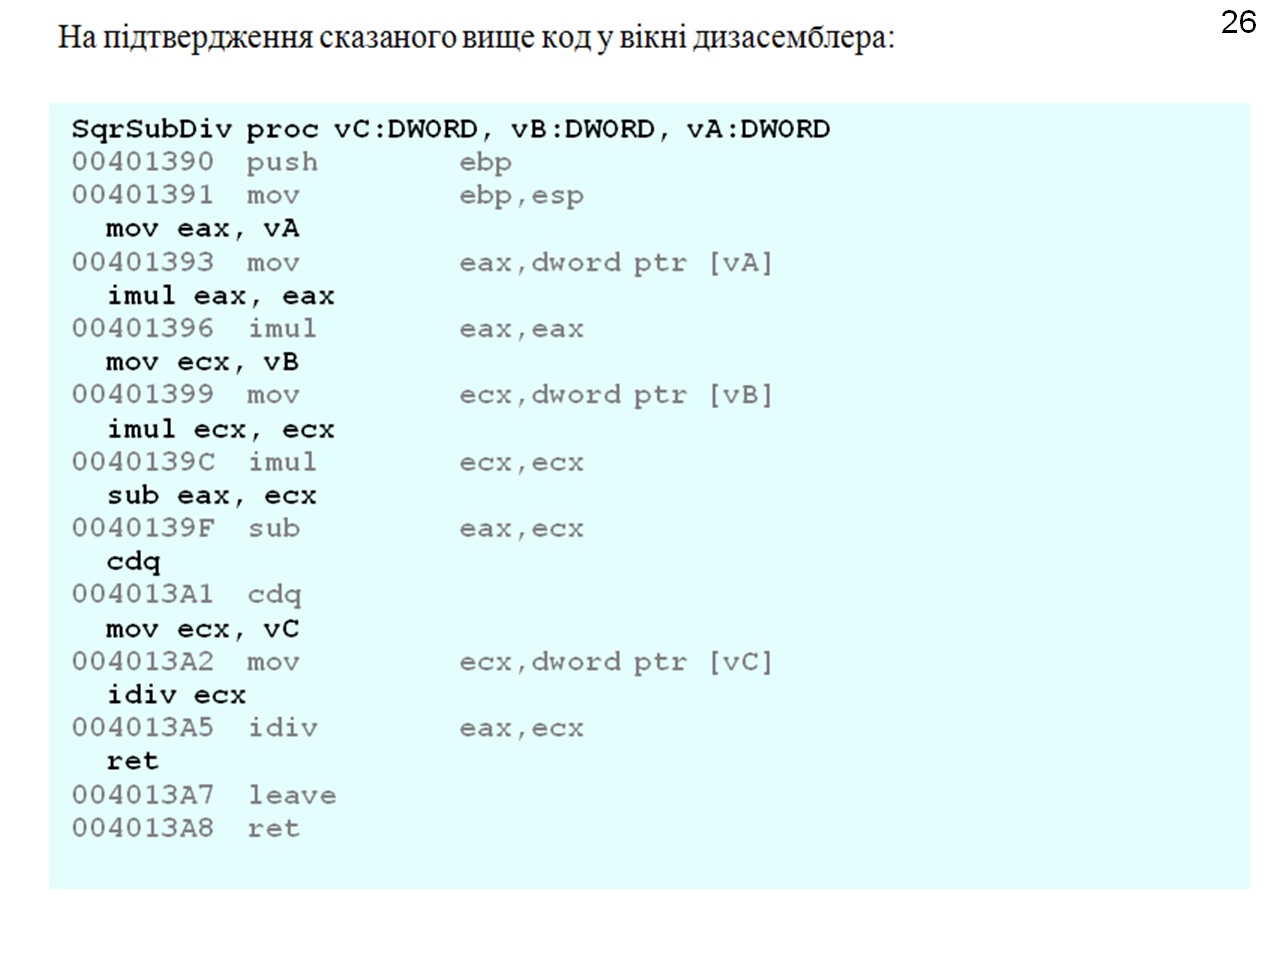 26
На підтвердження сказаного вище код у вікні дизасемблера:
SqrSubDiv proc vC:DWORD, vB:DWORD, vA:DWORD
00401390 push ebp
00401391 mov ebp,esp
mov eax, vA
00401393 mov eax,dword ptr [vA]
imul eax, eax
00401396 imul eax,eax
mov ecx, vB
00401399 mov ecx,dword ptr [vB]
imul ecx, ecx
0040139C imul ecx,ecx
sub eax, ecx
0040139F sub eax,ecx
cdq
004013A1 cdq
mov ecx, vC
004013A2 mov ecx,dword ptr [vC]
idiv ecx
004013A5 idiv eax,ecx
ret
004013A7 leave
004013A8 ret